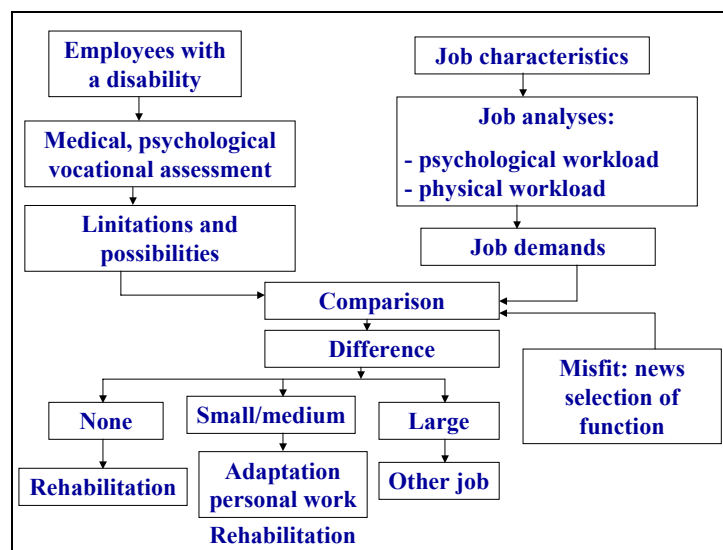 Employees with
a disability
Job characteristics
Medical, psychological
vocational assessment
Job analyses:
- psychological workload
- physical workload
Linitations and
possibilities
Job demands
Comparison
Difference
Misfit: news
selection of
function
None
Small/medium
Large
Rehabilitation
Adaptation
personal work
Other job
Rehabilitation